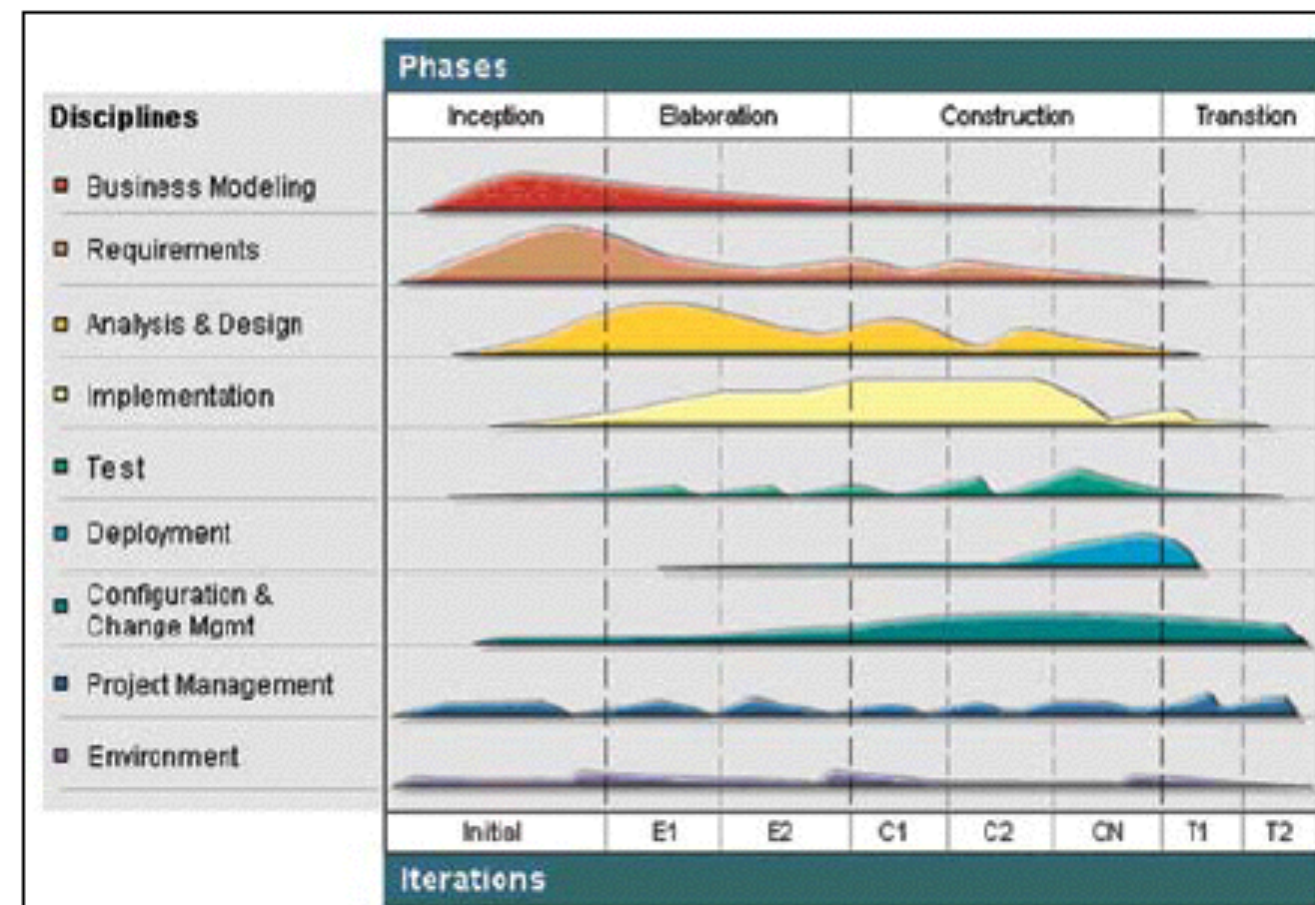 Phases
Disciplines
Inception Elaboration Construction Transition
Business Modeling
Requirements
Analysis & Design
Implementation
Test
Deployment
Configuration &
Change Mgmt
Project Management
Environment
Initial E1 E2 C1 C2 CN T1 T2
Iterations